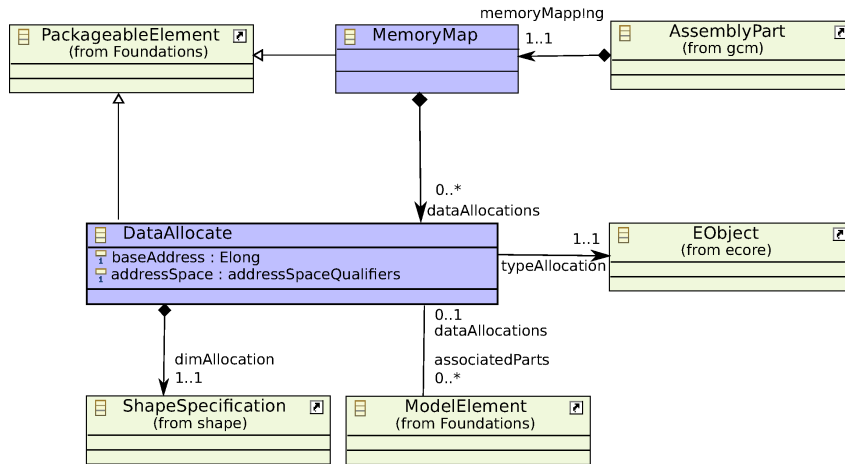 memoryMapping
PackageableElement
(from Foundations)
MemoryMap
1..1
AssemblyPart
(from gcm)
0..*
dataAllocations
DataAllocate
baseAddress : Elong
addressSpace : addressSpaceQualifiers
1..1
typeAllocation
EObject
(from ecore)
0..1
dataAllocations
dimAllocation
1..1
associatedParts
0..*
ShapeSpecification
(from shape)
ModelElement
(from Foundations)